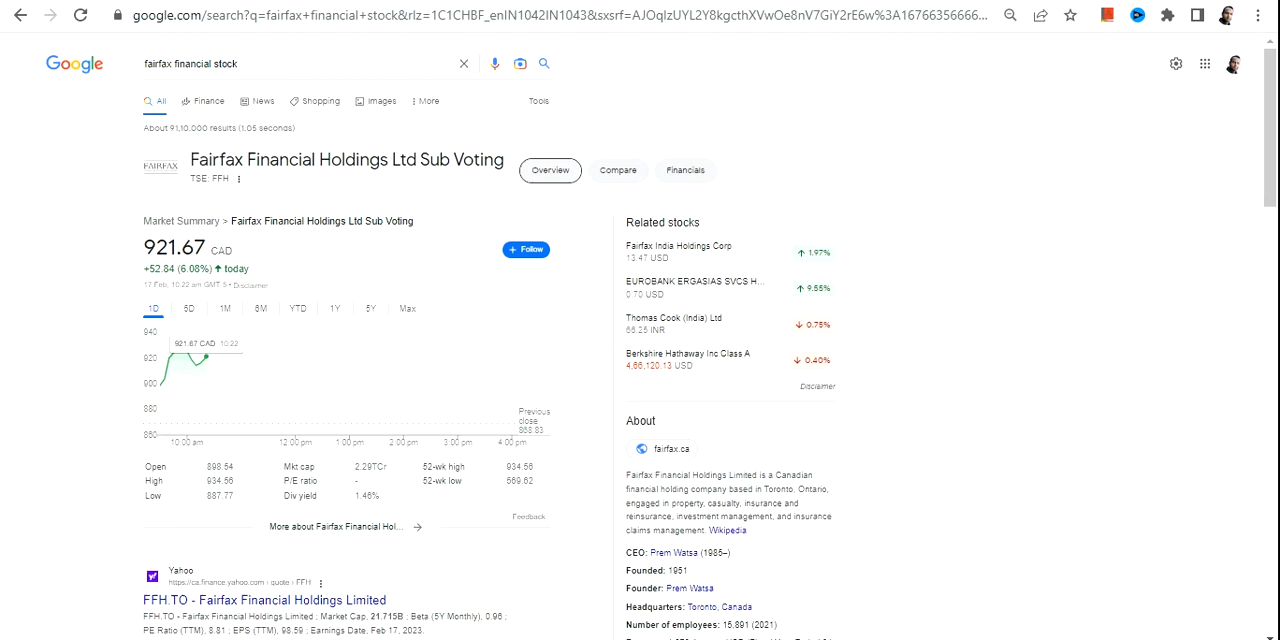 google.com/search?q=fairfax+financial+stock&rlz=1C1CHBF_enIN1042IN1043&sxsrf=AJOqlzUYL2Y8kgcthXVwOe8nV7GiY2rE6w%3A16766356666...
Google
fairfax financial stock
All Finance News Shopping Images More Tools
About 91,10,000 results (1.05 seconds)
FAIRFAX
Fairfax Financial Holdings Ltd Sub Voting
TSE: FFH
Overview Compare Financials
Market Summary > Fairfax Financial Holdings Ltd Sub Voting
921.67 CAD
+ Follow
+52.84 (6.08%) ↑ today
17 Feb, 10:22 am GMT-5 • Disclaimer
1D 5D 1M 6M YTD 1Y 5Y Max
940
921.67 CAD 10:22
920
900
880
860
Previous close 868.83
10:00 am 12:00 pm 1:00 pm 2:00 pm 3:00 pm 4:00 pm
Open 898.54 Mkt cap 2.29TCr 52-wk high 934.56
High 934.56 P/E ratio - 52-wk low 569.62
Low 887.77 Div yield 1.46%
Feedback
More about Fairfax Financial Hol... →
Yahoo
https://ca.finance.yahoo.com › quote › FFH
FFH.TO - Fairfax Financial Holdings Limited
FFH.TO - Fairfax Financial Holdings Limited ; Market Cap, 21.715B ; Beta (5Y Monthly), 0.96 ;
PE Ratio (TTM), 8.81 ; EPS (TTM), 98.59 ; Earnings Date, Feb 17, 2023.
Related stocks
Fairfax India Holdings Corp
13.47 USD
↑ 1.97%
EUROBANK ERGASIAS SVCS H...
0.70 USD
↑ 9.55%
Thomas Cook (India) Ltd
66.25 INR
↓ 0.75%
Berkshire Hathaway Inc Class A
4,66,120.13 USD
↓ 0.40%
Disclaimer
About
fairfax.ca
Fairfax Financial Holdings Limited is a Canadian
financial holding company based in Toronto, Ontario,
engaged in property, casualty, insurance and
reinsurance, investment management, and insurance
claims management. Wikipedia
CEO: Prem Watsa (1985–)
Founded: 1951
Founder: Prem Watsa
Headquarters: Toronto, Canada
Number of employees: 15,891 (2021)